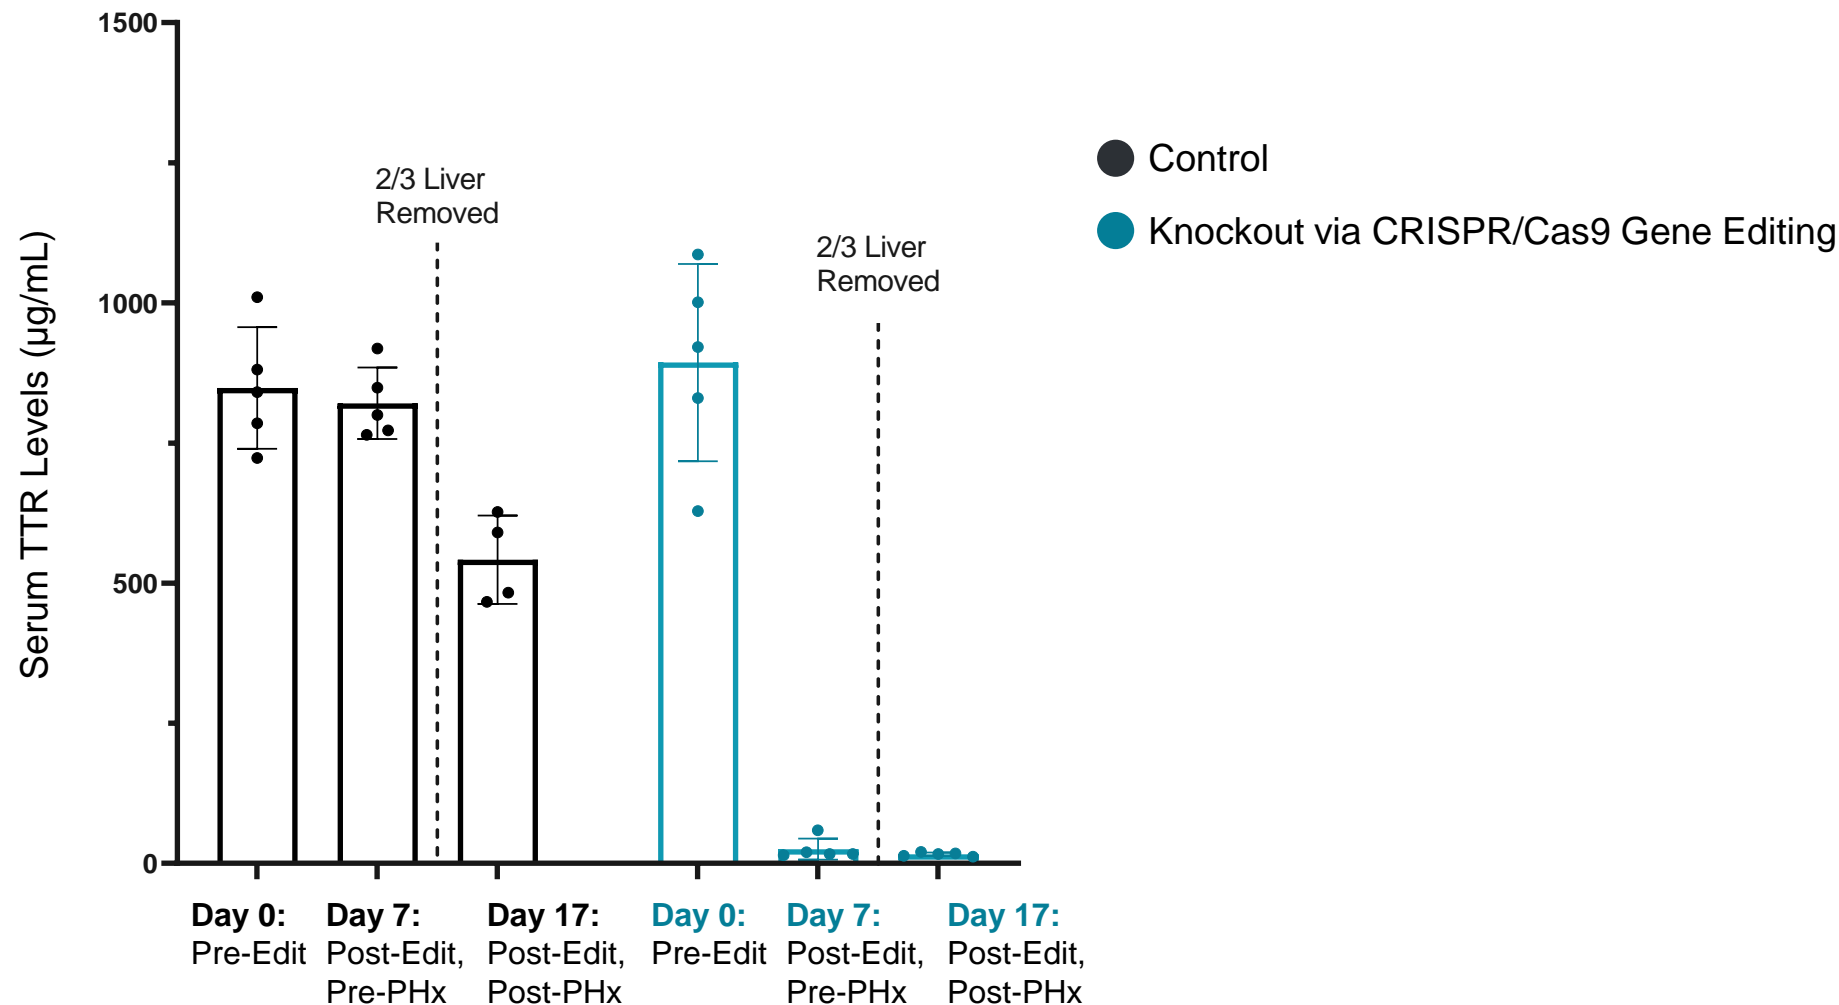 Serum TTR Levels (µg/mL)
1500
1000
500
0
2/3 Liver
Removed
2/3 Liver
Removed
Control
Knockout via CRISPR/Cas9 Gene Editing
Day 0:
Pre-Edit
Day 7:
Post-Edit,
Pre-PHx
Day 17:
Post-Edit,
Post-PHx
Day 0:
Pre-Edit
Day 7:
Post-Edit,
Pre-PHx
Day 17:
Post-Edit,
Post-PHx